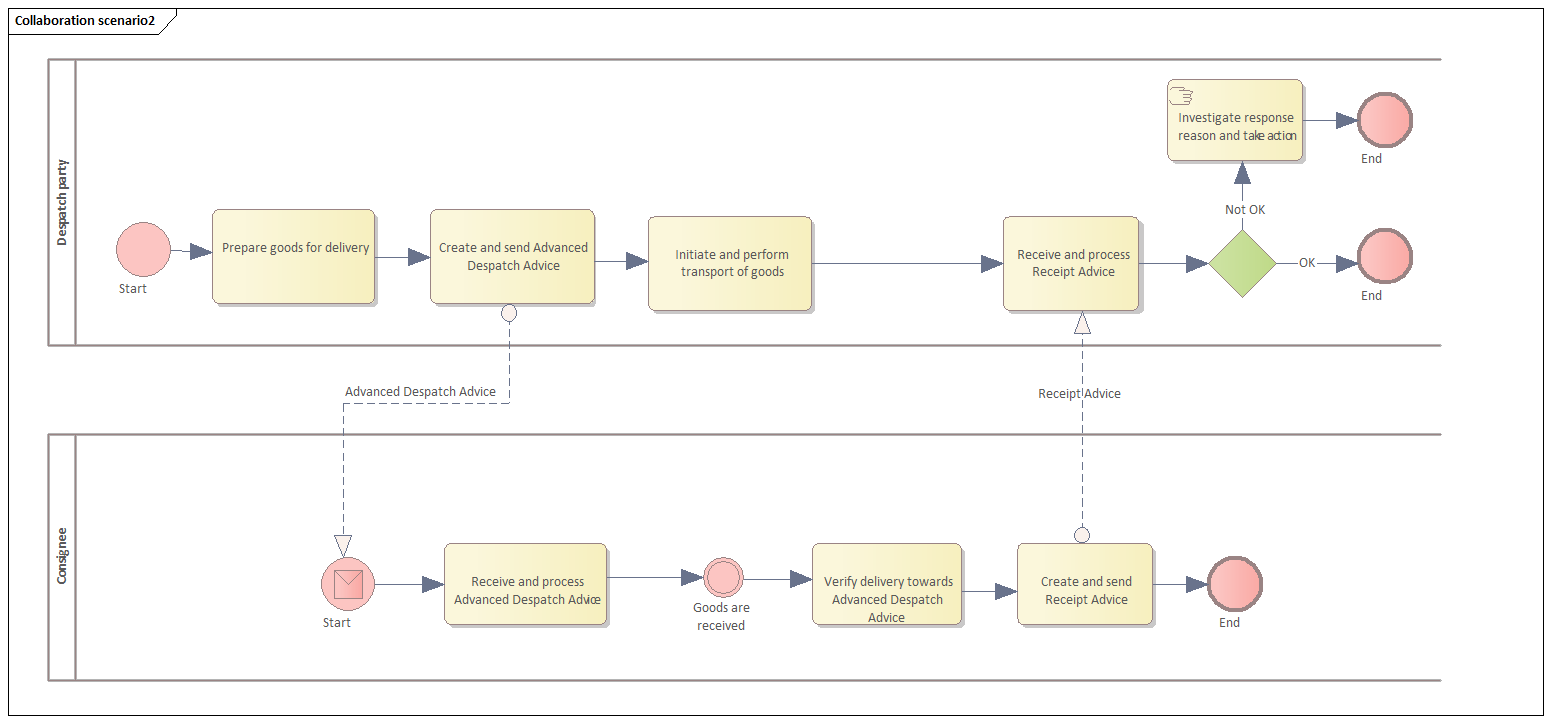 Collaboration scenario2
Despatch party
Investigate response
reason and take action
End
Not OK
Start
Prepare goods for delivery
Create and send Advanced
Despatch Advice
Initiate and perform
transport of goods
Receive and process
Receipt Advice
OK
End
Advanced Despatch Advice
Receipt Advice
Consignee
Start
Receive and process
Advanced Despatch Advice
Goods are
received
Verify delivery towards
Advanced Despatch
Advice
Create and send
Receipt Advice
End